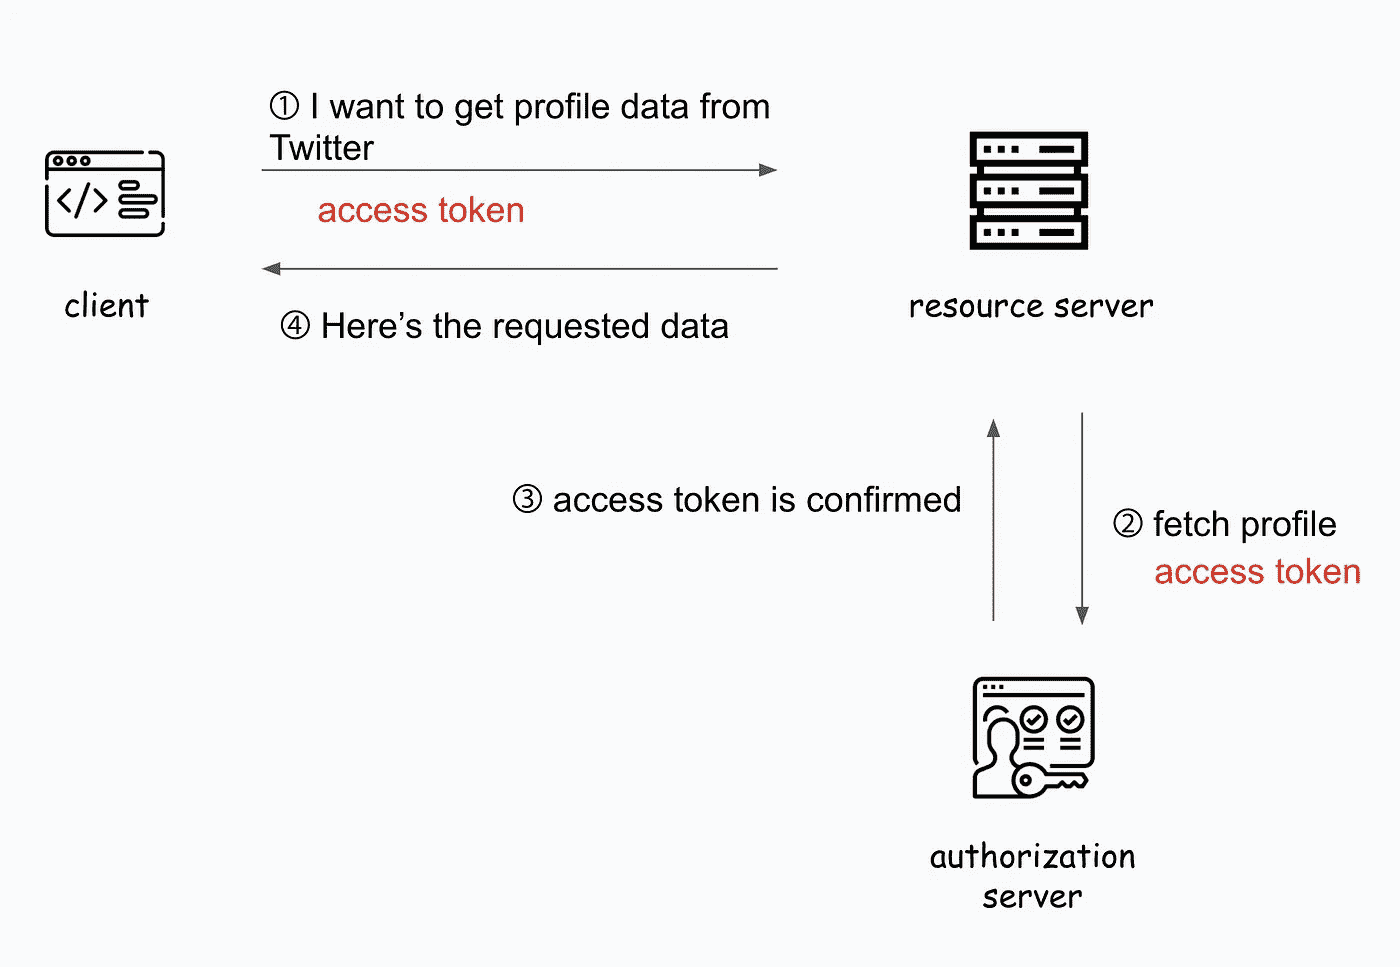 ① I want to get profile data from
Twitter
access token
client
resource server
④ Here’s the requested data
③ access token is confirmed
② fetch profile
access token
authorization
server